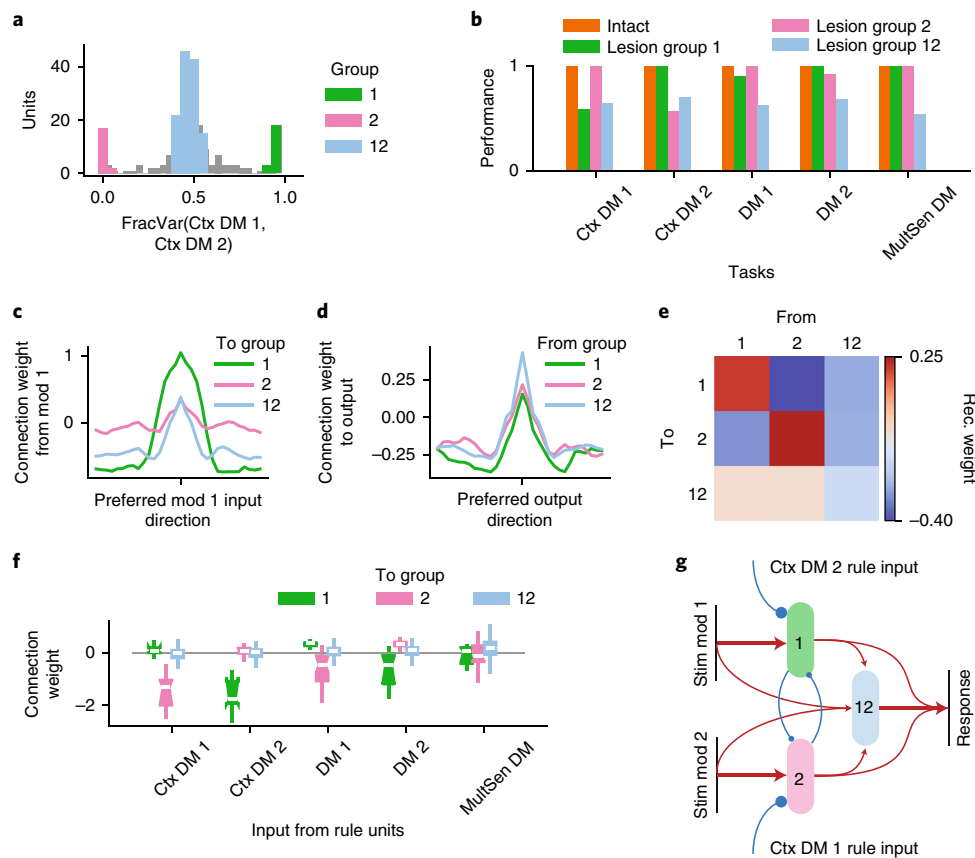 a
Group
1
2
12
Units
40
20
0
0.0
0.5
1.0
FracVar(Ctx DM 1,
Ctx DM 2)
b
Intact
Lesion group 1
Lesion group 2
Lesion group 12
Performance
1
0
Ctx DM 1
Ctx DM 2
DM 1
DM 2
MultSen DM
Tasks
c
To group
1
2
12
Connection weight
from mod 1
1
0
Preferred mod 1 input
direction
d
From group
1
2
12
Connection weight
to output
0.25
0.00
−0.25
Preferred output
direction
e
From
1 2 12
To
1
2
12
0.25
−0.40
Rec. weight
f
To group
1 2 12
Connection
weight
0
−2
Ctx DM 1
Ctx DM 2
DM 1
DM 2
MultSen DM
Input from rule units
g
Ctx DM 2 rule input
Stim mod 1
1
12
Response
Stim mod 2
2
Ctx DM 1 rule input